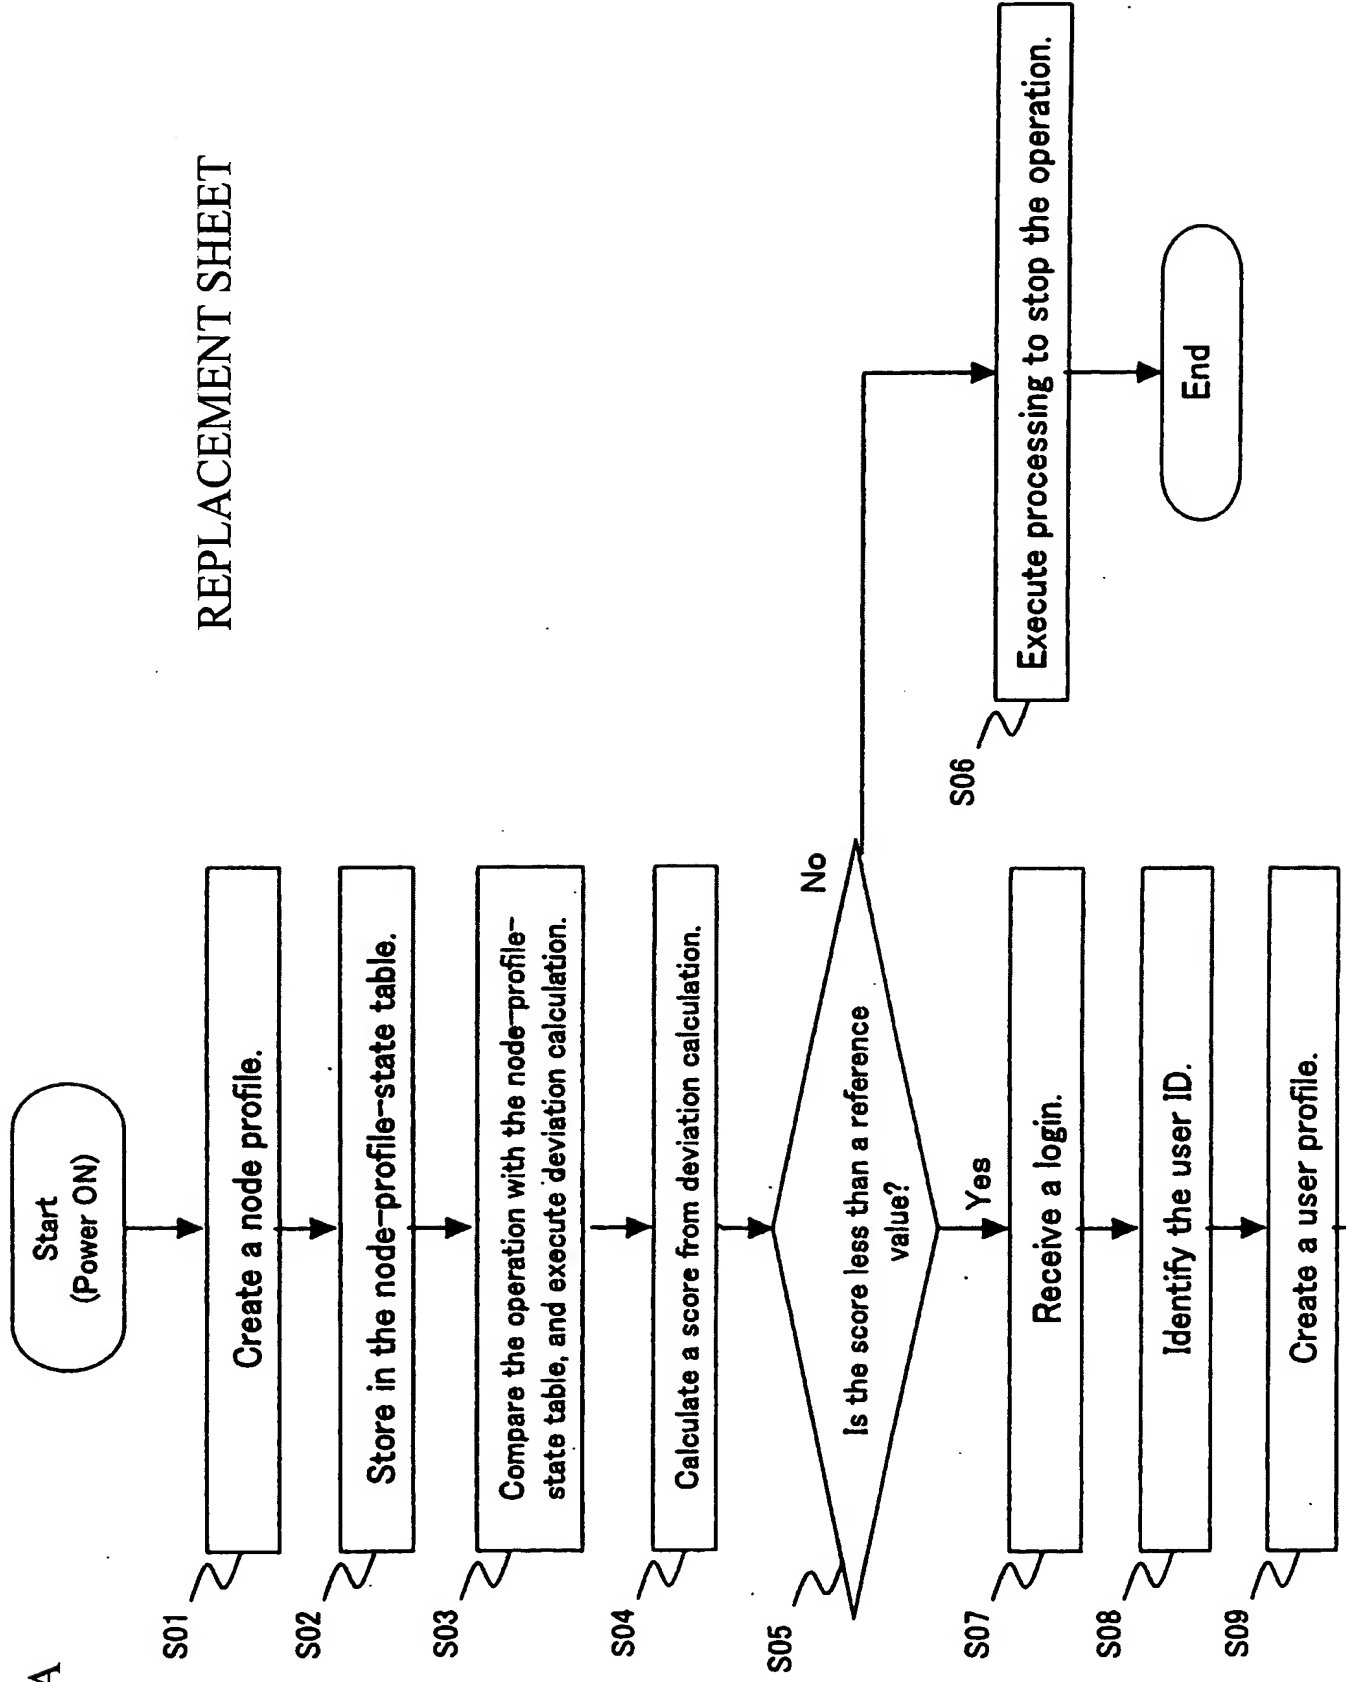 A
REPLACEMENT SHEET
Start
(Power ON)
S01
Create a node profile.
S02
Store in the node-profile-state table.
S03
Compare the operation with the node-profile-
state table, and execute deviation calculation.
S04
Calculate a score from deviation calculation.
S05
Is the score less than a reference
value?
No
Yes
S06
Execute processing to stop the operation.
End
S07
Receive a login.
S08
Identify the user ID.
S09
Create a user profile.